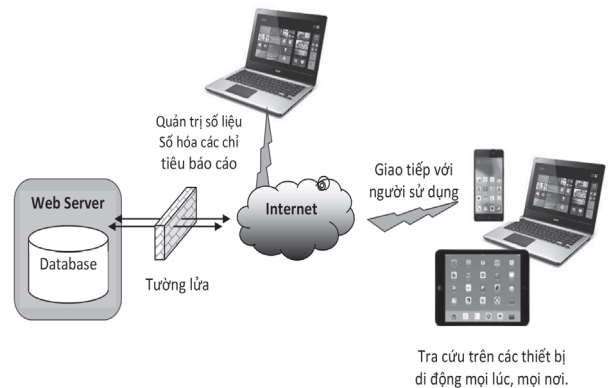 Quản trị số liệu
Số hóa các chỉ
tiêu báo cáo
Giao tiếp với
người sử dụng
Web Server
Database
Internet
Tường lửa
Tra cứu trên các thiết bị
di động mọi lúc, mọi nơi.